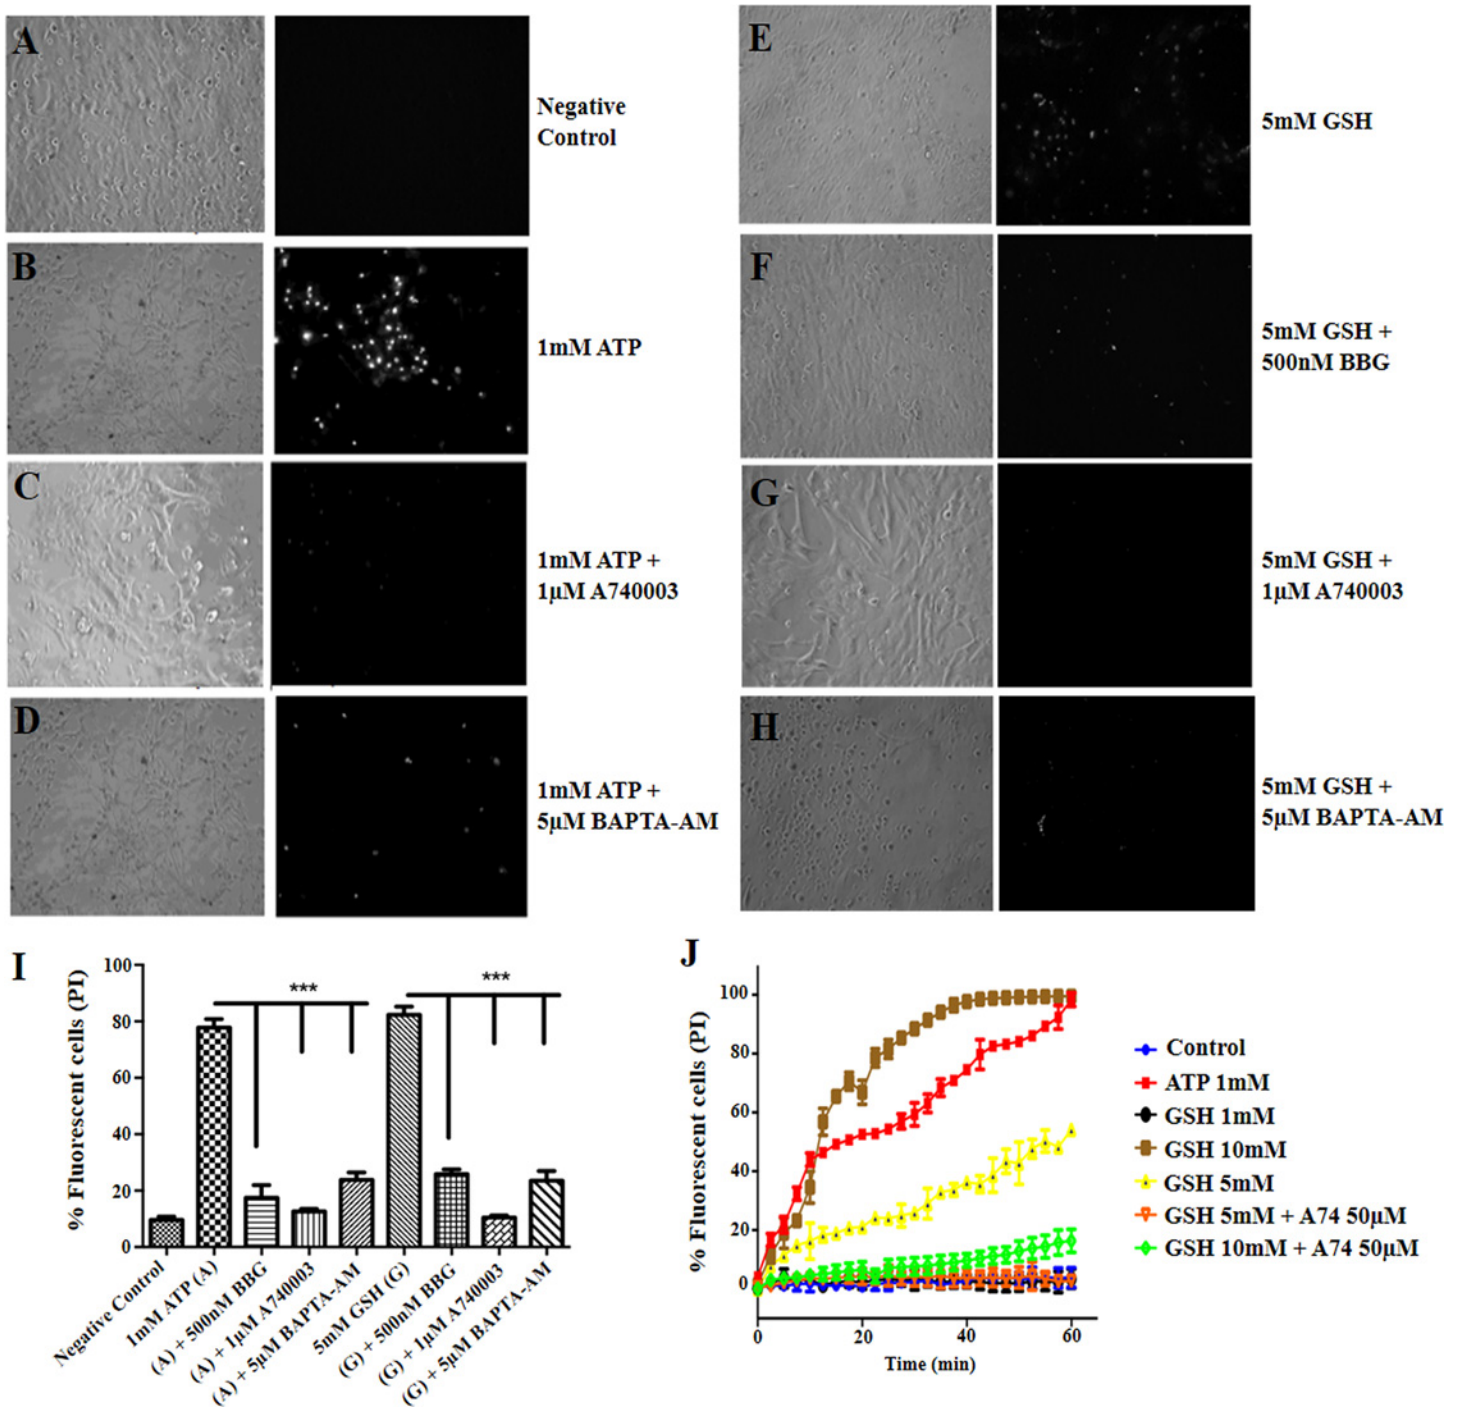 A
Negative
Control
B
1mM ATP
C
1mM ATP +
1µM A740003
D
1mM ATP +
5µM BAPTA-AM
E
5mM GSH
F
5mM GSH +
500nM BBG
G
5mM GSH +
1µM A740003
H
5mM GSH +
5µM BAPTA-AM
I
% Fluorescent cells (PI)
100
80
60
40
20
0
***
***
Negative Control
1mM ATP (A)
(A) + 500nM BBG
(A) + 1µM A740003
(A) + 5µM BAPTA-AM
5mM GSH (G)
(G) + 500nM BBG
(G) + 1µM A740003
(G) + 5µM BAPTA-AM
J
% Fluorescent cells (PI)
100
80
60
40
20
0
0
20
40
60
Time (min)
Control
ATP 1mM
GSH 1mM
GSH 10mM
GSH 5mM
GSH 5mM + A74 50µM
GSH 10mM + A74 50µM